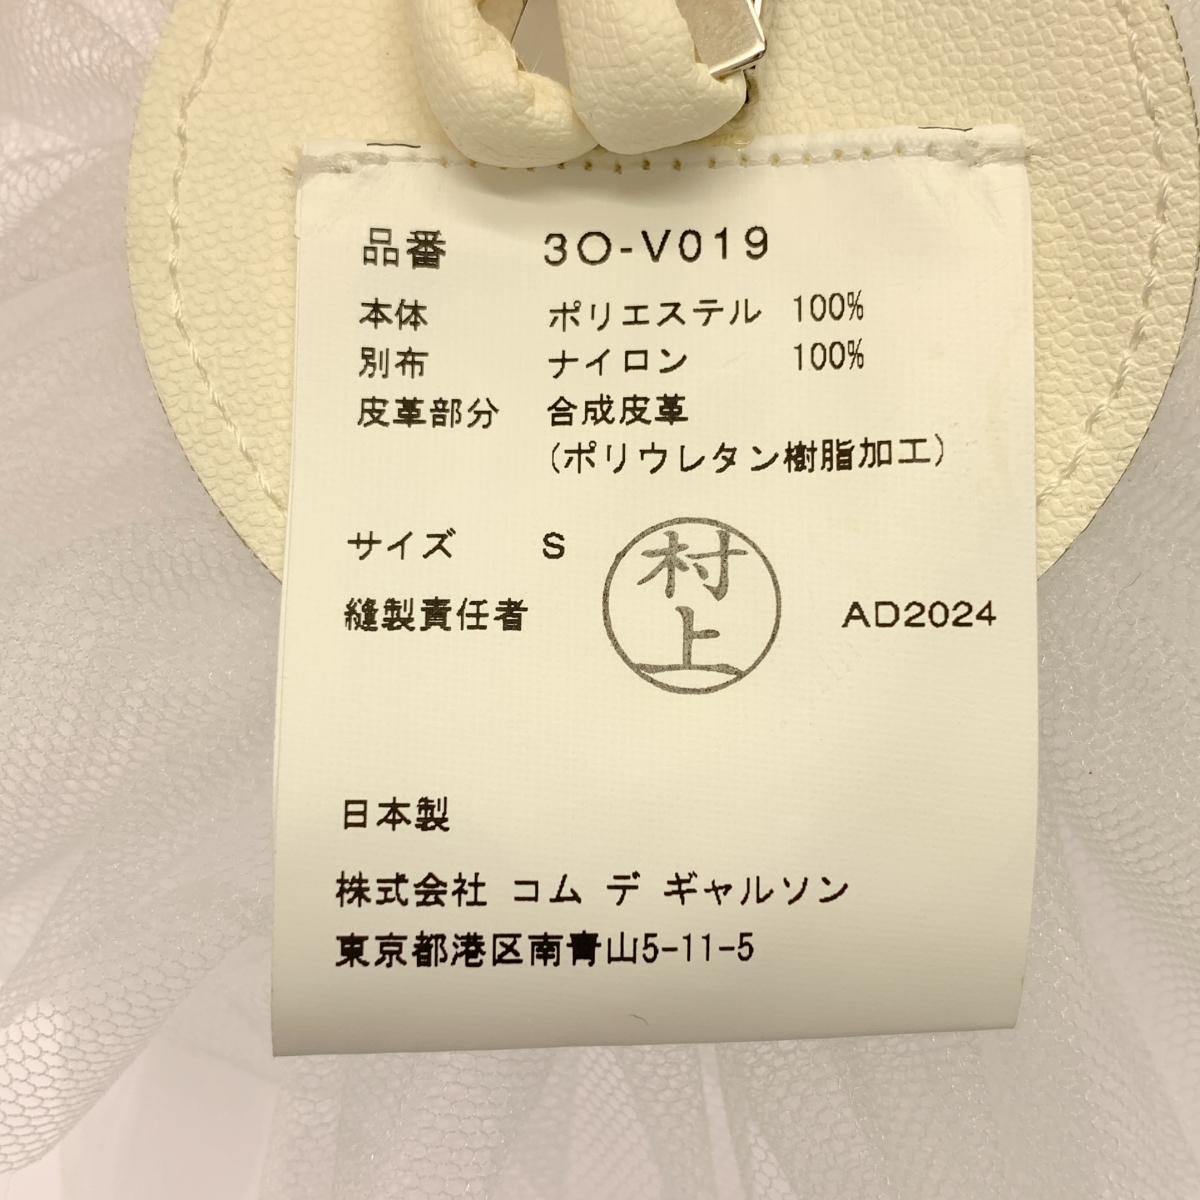 品番 3O-V019
本体 ポリエステル 100%
別布 ナイロン 100%
皮革部分 合成皮革
(ポリウレタン樹脂加工)
サイズ S
縫製責任者 村上 AD2024
日本製
株式会社 コム デ ギャルソン
東京都港区南青山5-11-5